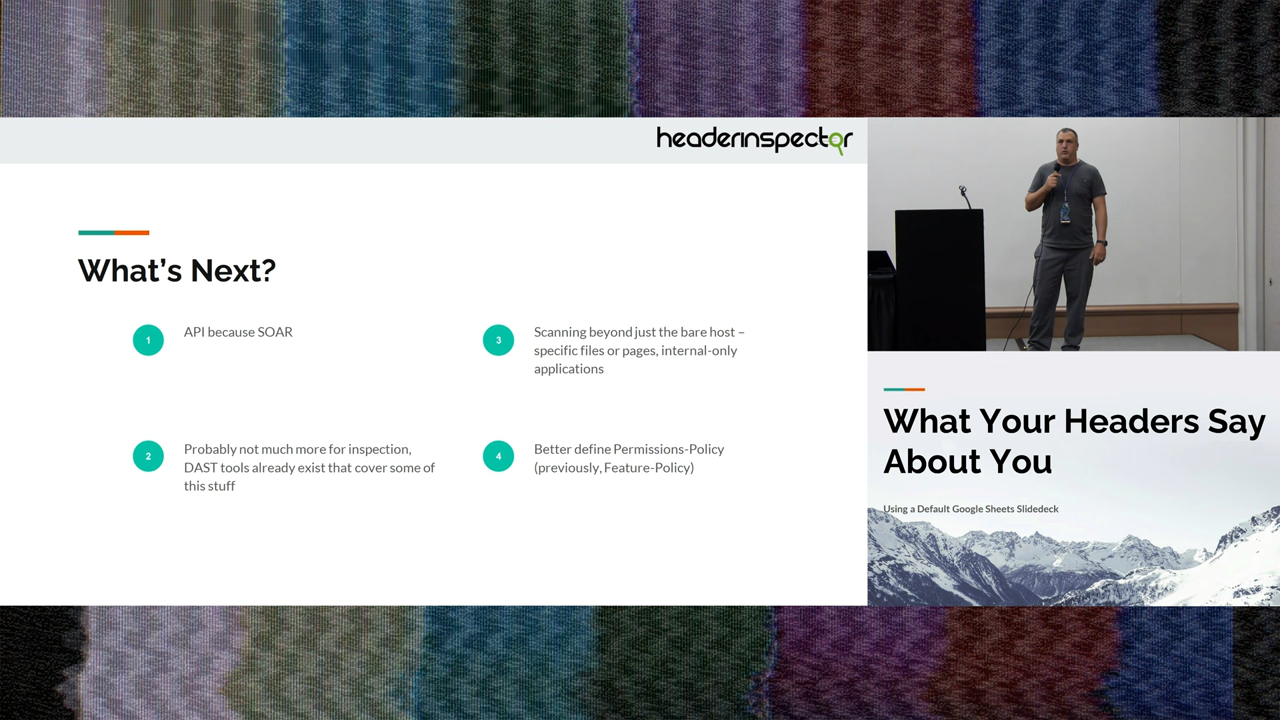 headerinspector
What's Next?
1
API because SOAR
2
Probably not much more for inspection,
DAST tools already exist that cover some of
this stuff
3
Scanning beyond just the bare host –
specific files or pages, internal-only
applications
4
Better define Permissions-Policy
(previously, Feature-Policy)
What Your Headers Say
About You
Using a Default Google Sheets Slidedeck